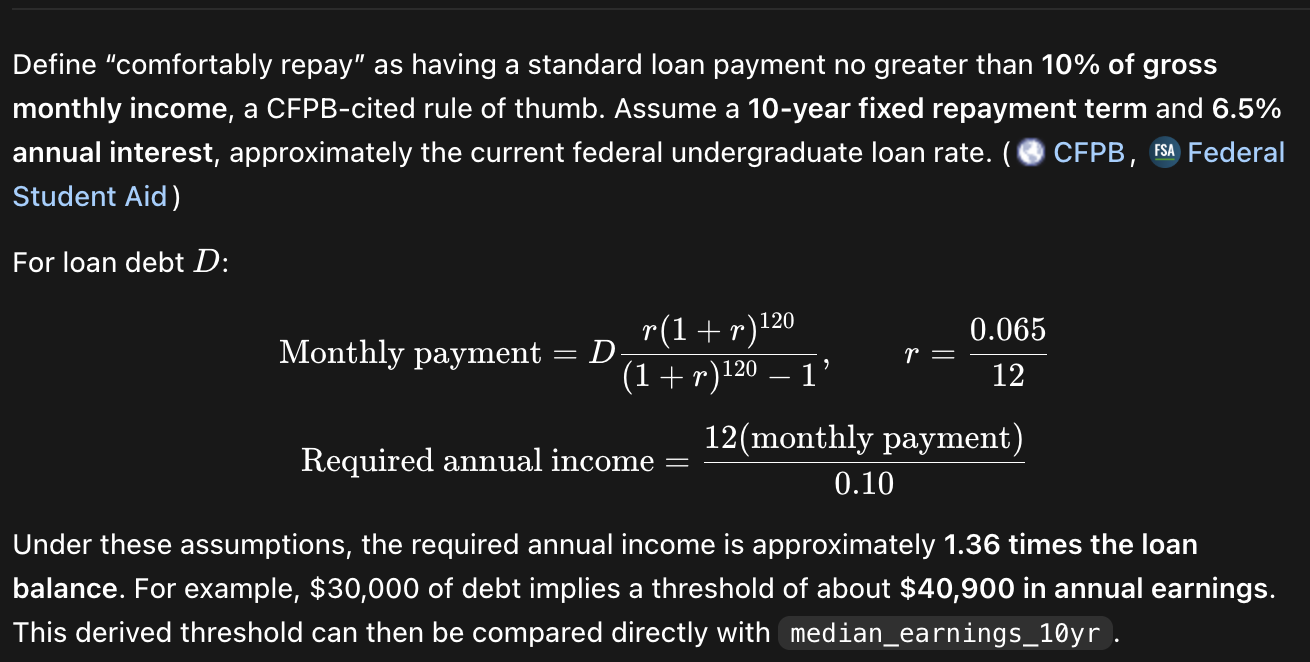 Define “comfortably repay” as having a standard loan payment no greater than 10% of gross
monthly income, a CFPB-cited rule of thumb. Assume a 10-year fixed repayment term and 6.5%
annual interest, approximately the current federal undergraduate loan rate. ( CFPB, FSA Federal
Student Aid)
For loan debt D:
Monthly payment = D r(1 + r)^120 / (1 + r)^120 − 1, r = 0.065 / 12
Required annual income = 12(monthly payment) / 0.10
Under these assumptions, the required annual income is approximately 1.36 times the loan
balance. For example, $30,000 of debt implies a threshold of about $40,900 in annual earnings.
This derived threshold can then be compared directly with median_earnings_10yr.